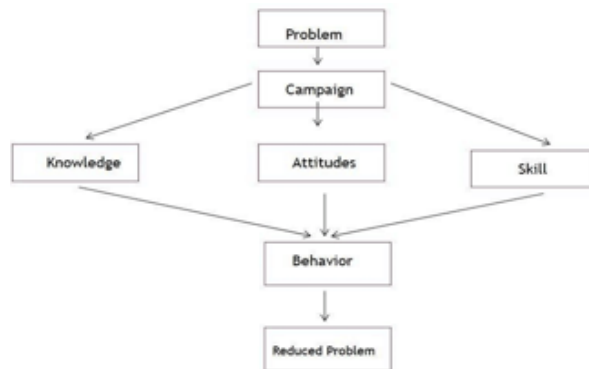 Problem
Campaign
Knowledge
Attitudes
Skill
Behavior
Reduced Problem